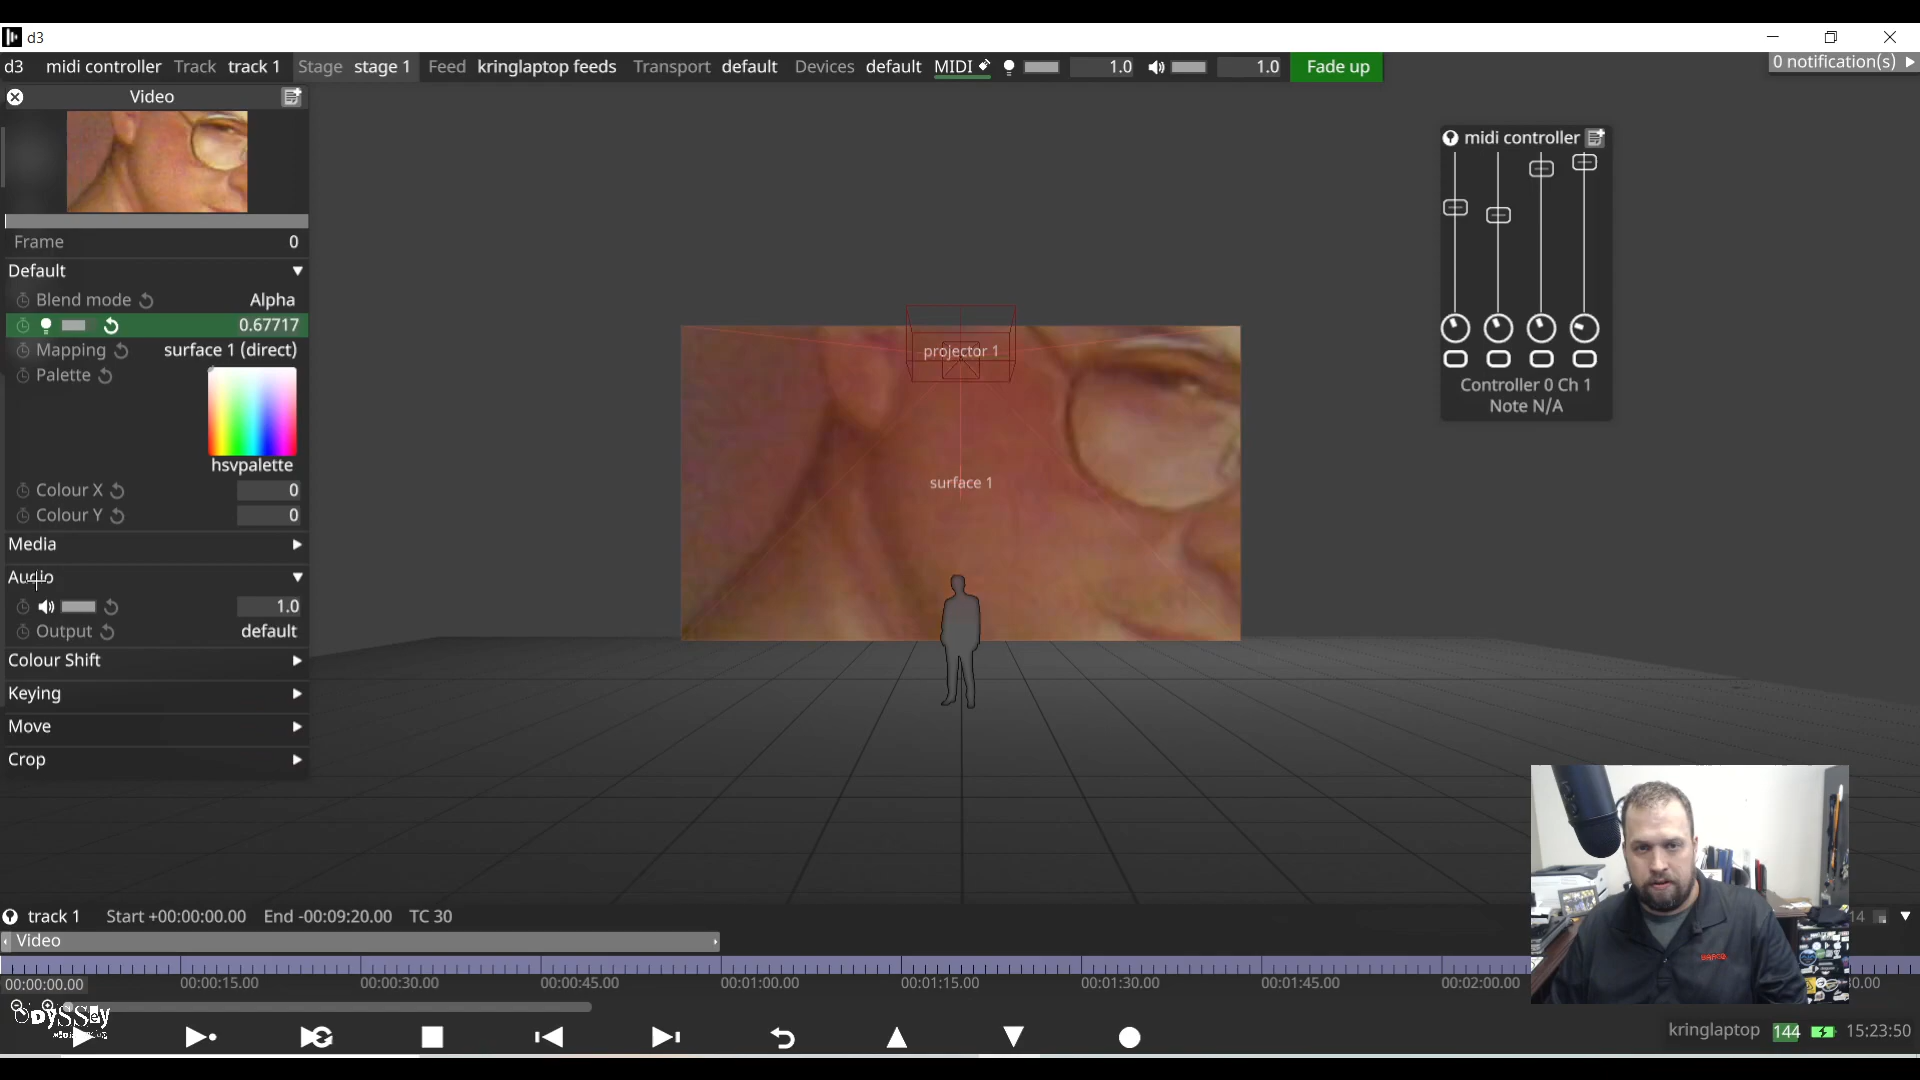 d3
d3 midi controller Track track 1 Stage stage 1 Feed kringlaptop feeds Transport default Devices default MIDI 1.0 1.0 Fade up 0 notification(s)
Video
Frame 0
Default
Blend mode Alpha
0.67717
Mapping surface 1 (direct)
Palette
hsvpalette
Colour X 0
Colour Y 0
Media
Audio
1.0
Output default
Colour Shift
Keying
Move
Crop
projector 1
surface 1
midi controller
Controller 0 Ch 1
Note N/A
track 1 Start +00:00:00.00 End -00:09:20.00 TC 30
14
Video
00:00:00.00 00:00:15.00 00:00:30.00 00:00:45.00 00:01:00.00 00:01:15.00 00:01:30.00 00:01:45.00 00:02:00.00
ODYSSey
kringlaptop 144 15:23:50